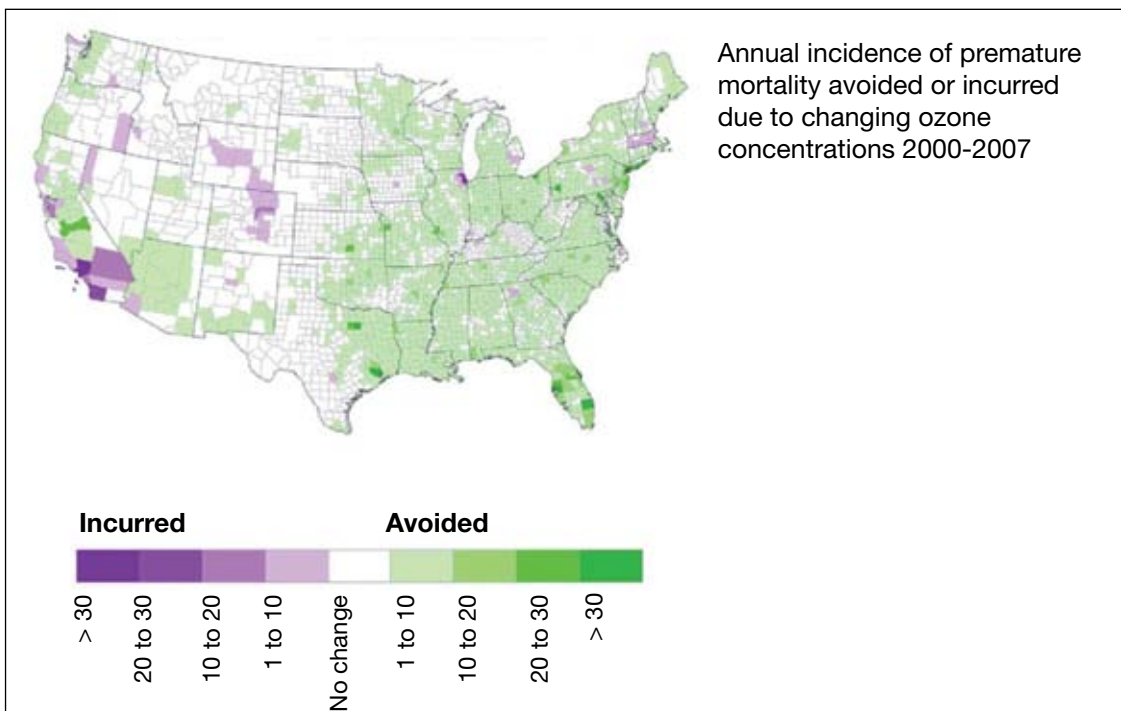 Annual incidence of premature
mortality avoided or incurred
due to changing ozone
concentrations 2000-2007
Incurred Avoided
> 30
20 to 30
10 to 20
1 to 10
No change
1 to 10
10 to 20
20 to 30
> 30